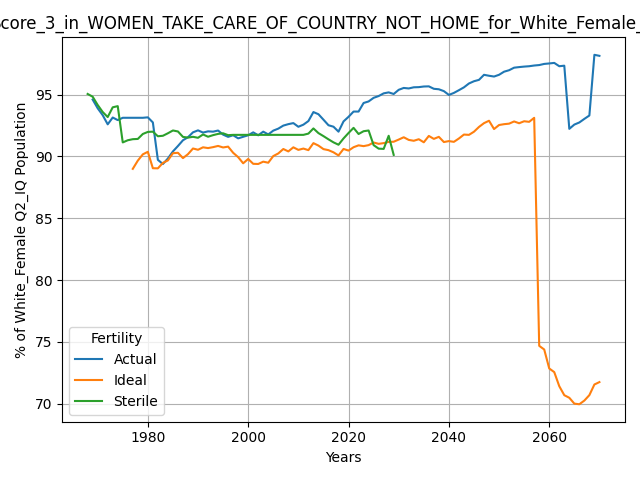 score_3_in_WOMEN_TAKE_CARE_OF_COUNTRY_NOT_HOME_for_White_Female_
% of White_Female Q2_IQ Population
95
90
85
80
75
70
Fertility
Actual
Ideal
Sterile
1980 2000 2020 2040 2060
Years